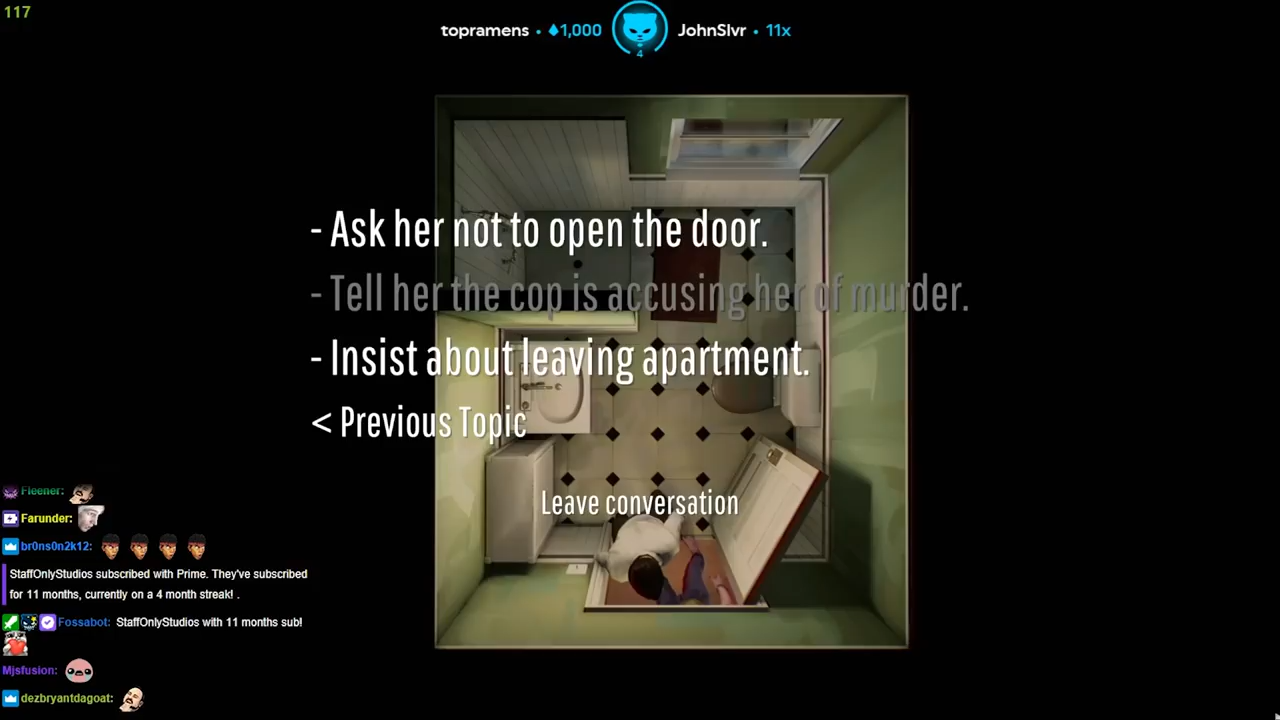 117
topramens • 1,000
4
JohnSlvr • 11x
- Ask her not to open the door.
- Tell her the cop is accusing her of murder.
- Insist about leaving apartment.
< Previous Topic
Leave conversation
Fleener:
Farunder:
br0ns0n2k12:
StaffOnlyStudios subscribed with Prime. They've subscribed
for 11 months, currently on a 4 month streak! .
Fossabot: StaffOnlyStudios with 11 months sub!
Mjsfusion:
dezbryantdagoat: